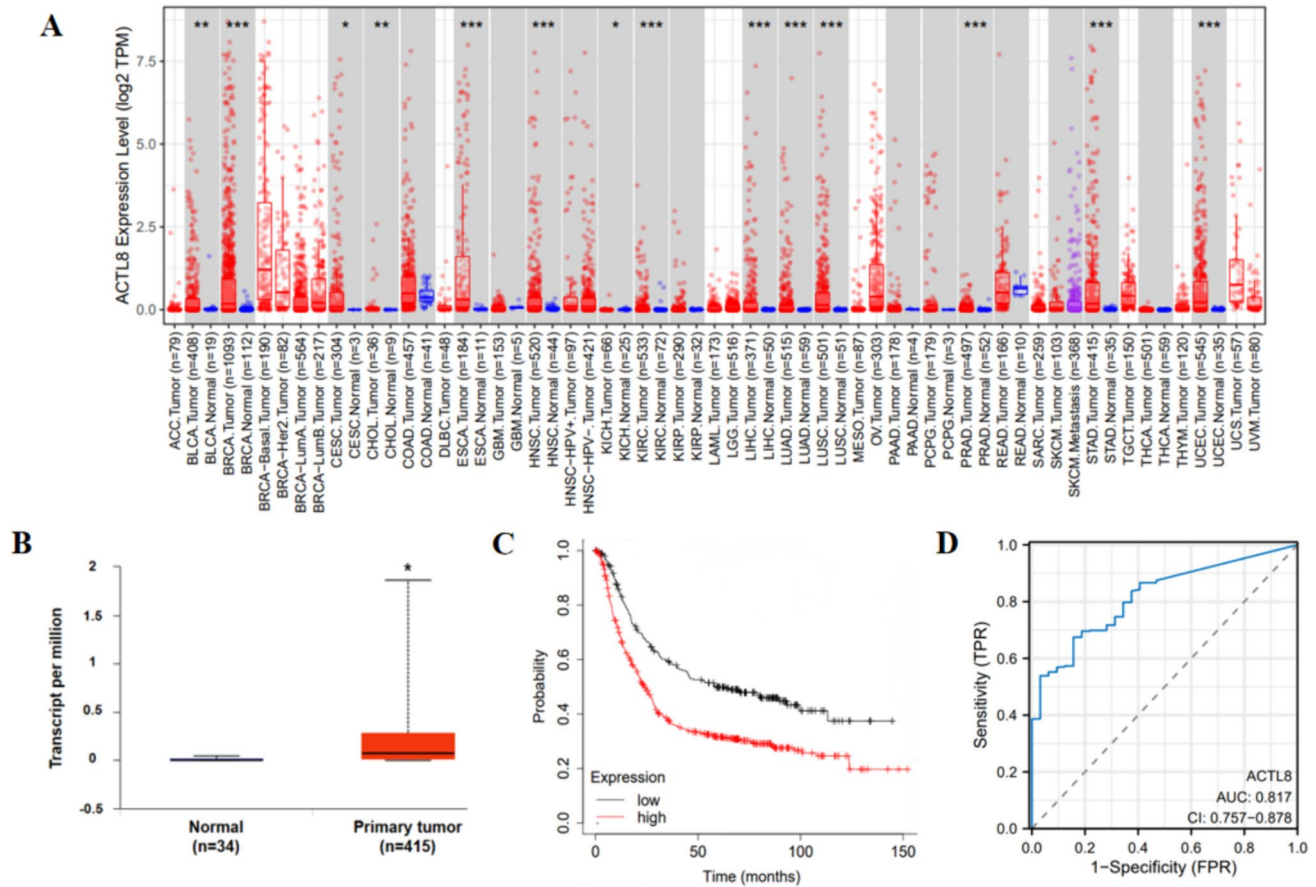 A
** *** * ** *** *** * *** *** *** *** *** *** ***
ACTL8 Expression Level (log2 TPM)
7.5
5.0
2.5
0.0
ACC.Tumor (n=79)
BLCA.Tumor (n=408)
BLCA.Normal (n=19)
BRCA.Tumor (n=1093)
BRCA.Normal (n=112)
BRCA-Basal.Tumor (n=190)
BRCA-Her2.Tumor (n=82)
BRCA-LumA.Tumor (n=564)
BRCA-LumB.Tumor (n=217)
CESC.Tumor (n=304)
CESC.Normal (n=3)
CHOL.Tumor (n=36)
CHOL.Normal (n=9)
COAD.Tumor (n=457)
COAD.Normal (n=41)
DLBC.Tumor (n=48)
ESCA.Tumor (n=184)
ESCA.Normal (n=11)
GBM.Tumor (n=153)
GBM.Normal (n=5)
HNSC.Tumor (n=520)
HNSC.Normal (n=44)
HNSC-HPV+.Tumor (n=97)
HNSC-HPV-.Tumor (n=421)
KICH.Tumor (n=66)
KICH.Normal (n=25)
KIRC.Tumor (n=533)
KIRC.Normal (n=72)
KIRP.Tumor (n=290)
KIRP.Normal (n=32)
LAML.Tumor (n=173)
LGG.Tumor (n=516)
LIHC.Tumor (n=371)
LIHC.Normal (n=50)
LUAD.Tumor (n=515)
LUAD.Normal (n=59)
LUSC.Tumor (n=501)
LUSC.Normal (n=51)
MESO.Tumor (n=87)
OV.Tumor (n=303)
PAAD.Tumor (n=178)
PAAD.Normal (n=4)
PCPG.Tumor (n=179)
PCPG.Normal (n=3)
PRAD.Tumor (n=497)
PRAD.Normal (n=52)
READ.Tumor (n=166)
READ.Normal (n=10)
SARC.Tumor (n=259)
SKCM.Tumor (n=103)
SKCM.Metastasis (n=368)
STAD.Tumor (n=415)
STAD.Normal (n=35)
TGCT.Tumor (n=150)
THCA.Tumor (n=501)
THCA.Normal (n=59)
THYM.Tumor (n=120)
UCEC.Tumor (n=545)
UCEC.Normal (n=35)
UCS.Tumor (n=57)
UVM.Tumor (n=80)
B
Transcript per million
2
1.5
1
0.5
0
-0.5
*
Normal
(n=34)
Primary tumor
(n=415)
C
Probability
1.0
0.8
0.6
0.4
0.2
0.0
Expression
low
high
0 50 100 150
Time (months)
D
Sensitivity (TPR)
1.0
0.8
0.6
0.4
0.2
0.0
ACTL8
AUC: 0.817
CI: 0.757−0.878
0.0 0.2 0.4 0.6 0.8 1.0
1-Specificity (FPR)